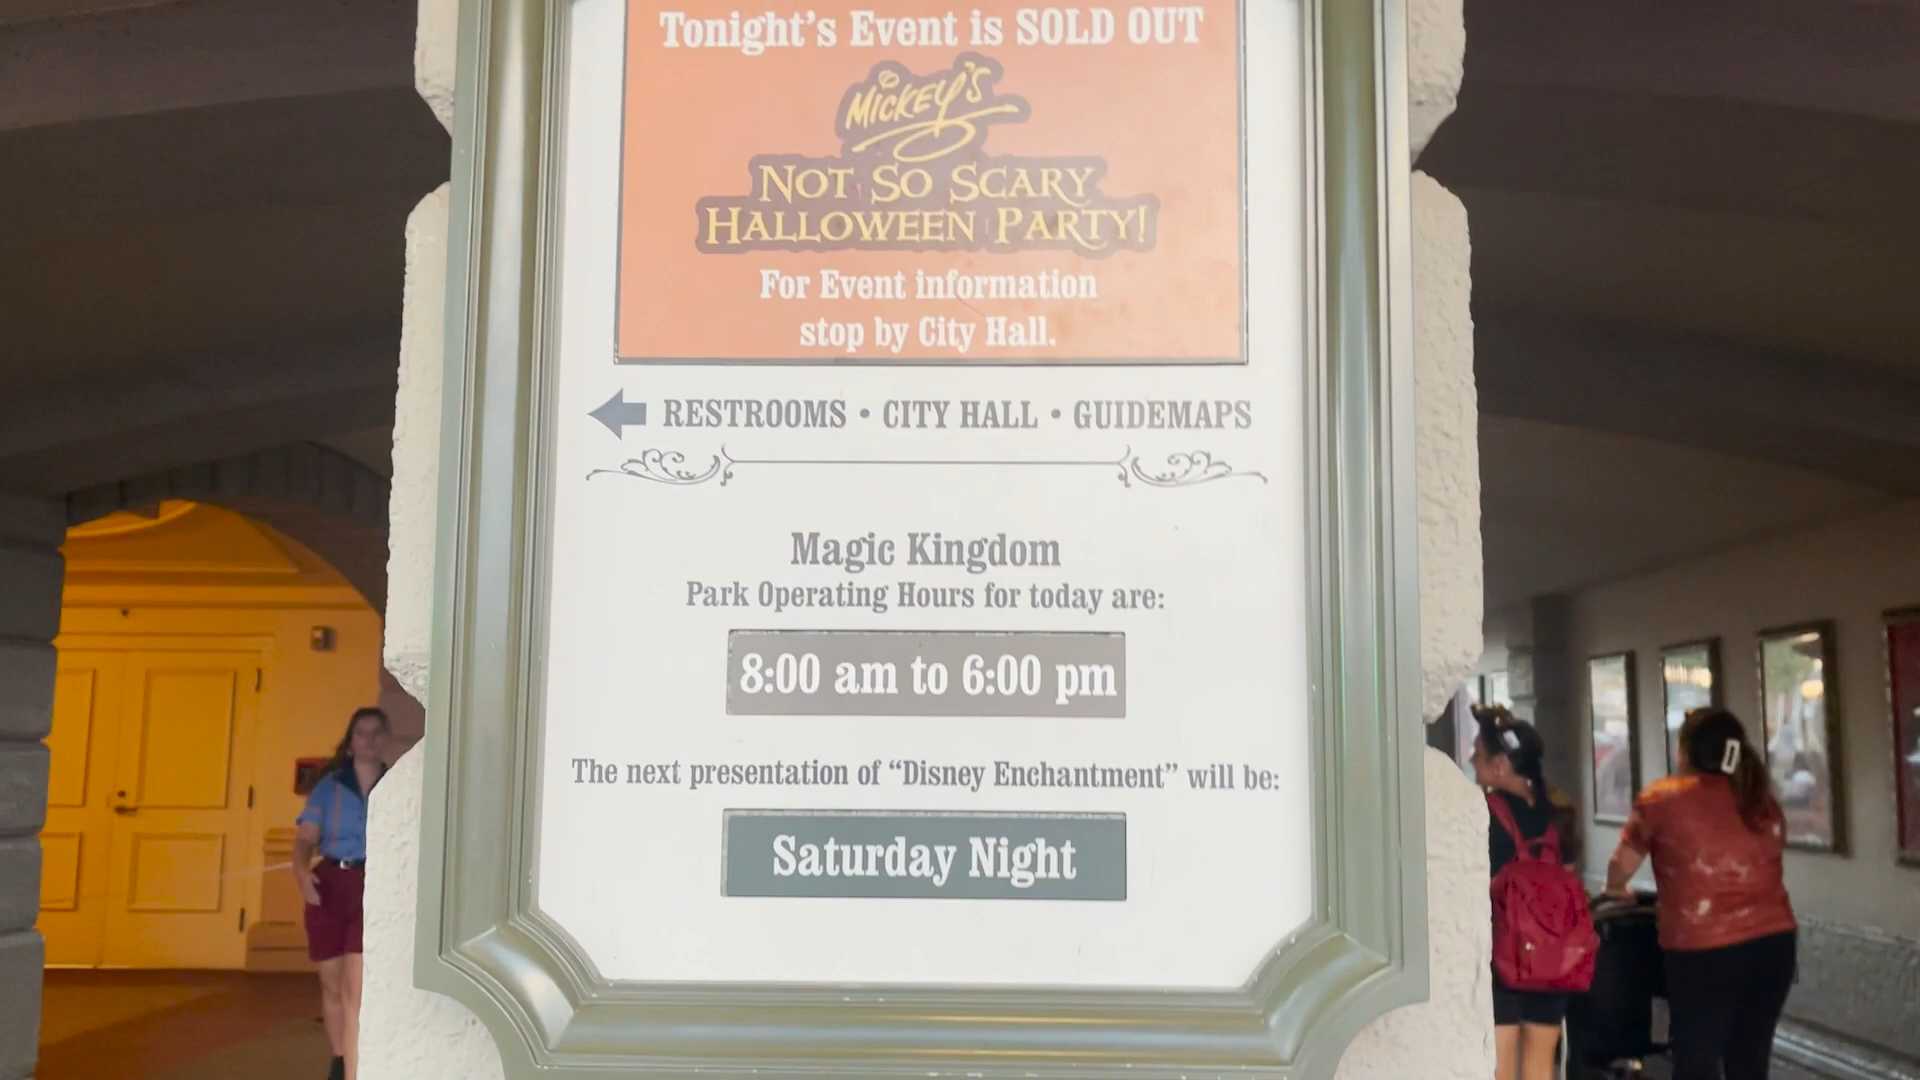 Tonight's Event is SOLD OUT
MICKEY'S
NOT SO SCARY
HALLOWEEN PARTY!
For Event information
stop by City Hall.
RESTROOMS • CITY HALL • GUIDEMAPS
Magic Kingdom
Park Operating Hours for today are:
8:00 am to 6:00 pm
The next presentation of “Disney Enchantment” will be:
Saturday Night